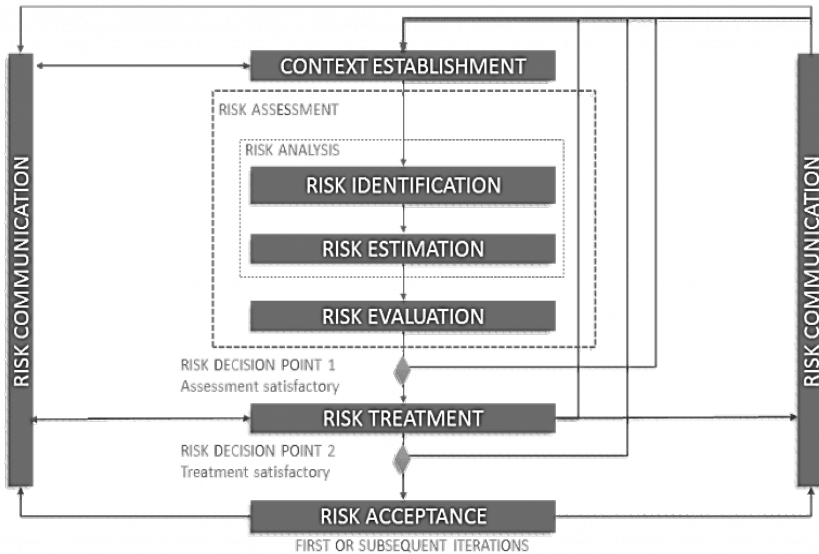 CONTEXT ESTABLISHMENT
RISK ASSESSMENT
RISK ANALYSIS
RISK IDENTIFICATION
RISK ESTIMATION
RISK EVALUATION
RISK DECISION POINT 1
Assessment satisfactory
RISK TREATMENT
RISK DECISION POINT 2
Treatment satisfactory
RISK ACCEPTANCE
FIRST OR SUBSEQUENT ITERATIONS
RISK COMMUNICATION
RISK COMMUNICATION